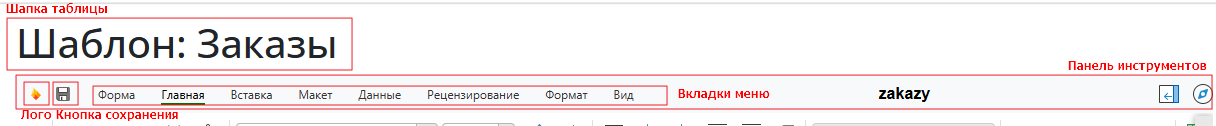 Шапка таблицы
Шаблон: Заказы
Панель инструментов
Форма Главная Вставка Макет Данные Рецензирование Формат Вид Вкладки меню zakazy
Лого Кнопка сохранения